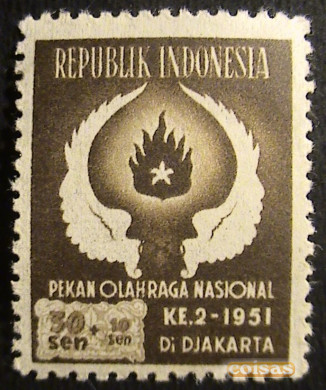 REPUBLIK INDONESIA
PEKAN OLAHRAGA NASIONAL
KE.2-1951
Di DJAKARTA
30 + 10
sen sen
coisas